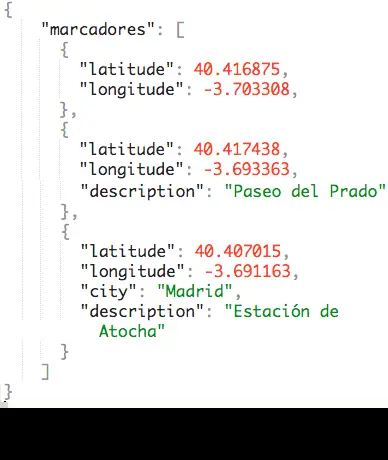 {
"marcadores": [
{
"latitude": 40.416875,
"longitude": -3.703308,
},
{
"latitude": 40.417438,
"longitude": -3.693363,
"description": "Paseo del Prado"
},
{
"latitude": 40.407015,
"longitude": -3.691163,
"city": "Madrid",
"description": "Estación de
Atocha"
}
]
}